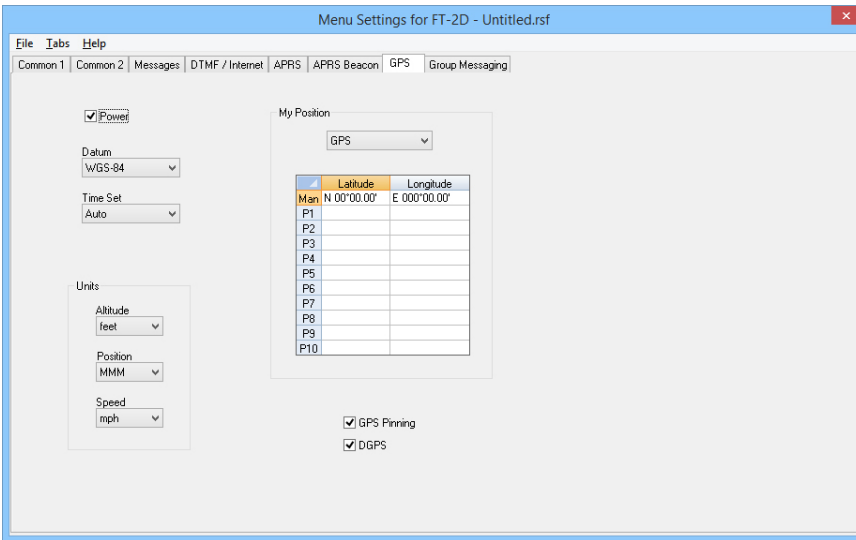 Menu Settings for FT-2D - Untitled.rsf
File Tabs Help
Common 1 Common 2 Messages DTMF / Internet APRS APRS Beacon GPS Group Messaging
Power
Datum
WGS-84
Time Set
Auto
Units
Altitude
feet
Position
MMM
Speed
mph
My Position
GPS
Latitude Longitude
Man N 00°00.00' E 000°00.00'
P1
P2
P3
P4
P5
P6
P7
P8
P9
P10
GPS Pinning
DGPS